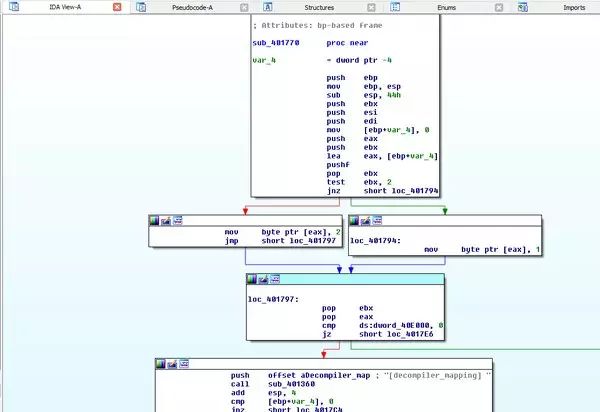 IDA View-A
Pseudocode-A
Structures
Enums
Imports
; Attributes: bp-based frame
sub_401770 proc near
var_4 = dword ptr -4
push ebp
mov ebp, esp
sub esp, 44h
push ebx
push esi
push edi
mov [ebp+var_4], 0
push eax
push ebx
lea eax, [ebp+var_4]
pushf
pop ebx
test ebx, 2
jnz short loc_401794
mov byte ptr [eax], 2
jmp short loc_401797
loc_401794:
mov byte ptr [eax], 1
loc_401797:
pop ebx
pop eax
cmp ds:dword_40E000, 0
jz short loc_4017E6
push offset aDecompiler_map ; "[decompiler_mapping] "
call sub_401360
add esp, 4
cmp [ebp+var_4], 0
jnz short loc_4017C4